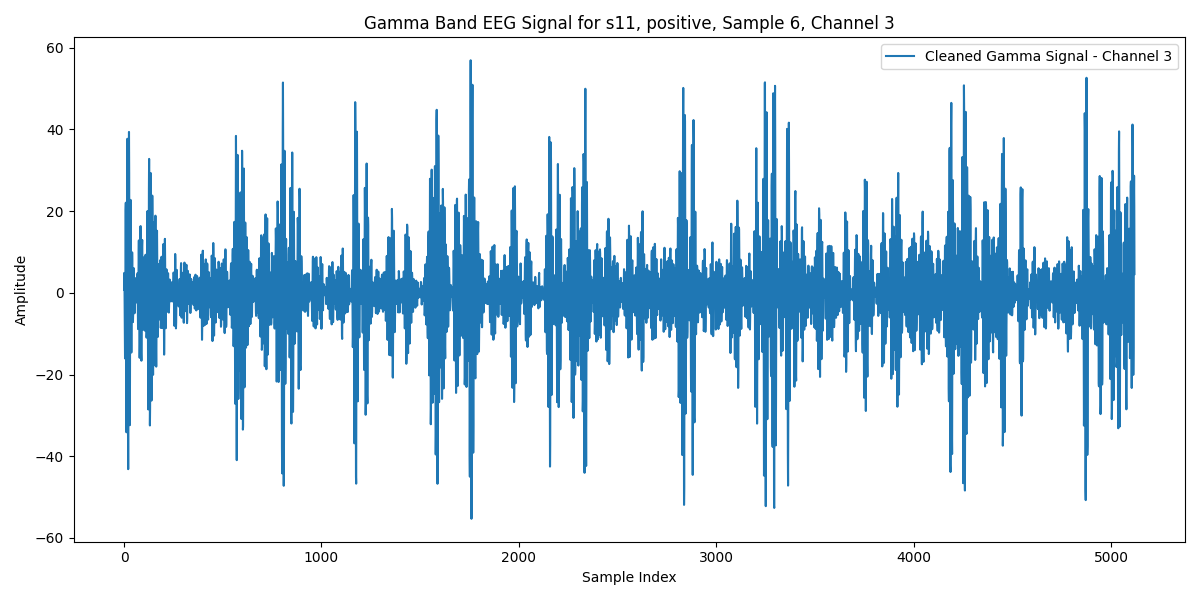 Gamma Band EEG Signal for s11, positive, Sample 6, Channel 3
Cleaned Gamma Signal - Channel 3
60
40
20
0
−20
−40
−60
Amplitude
0 1000 2000 3000 4000 5000
Sample Index